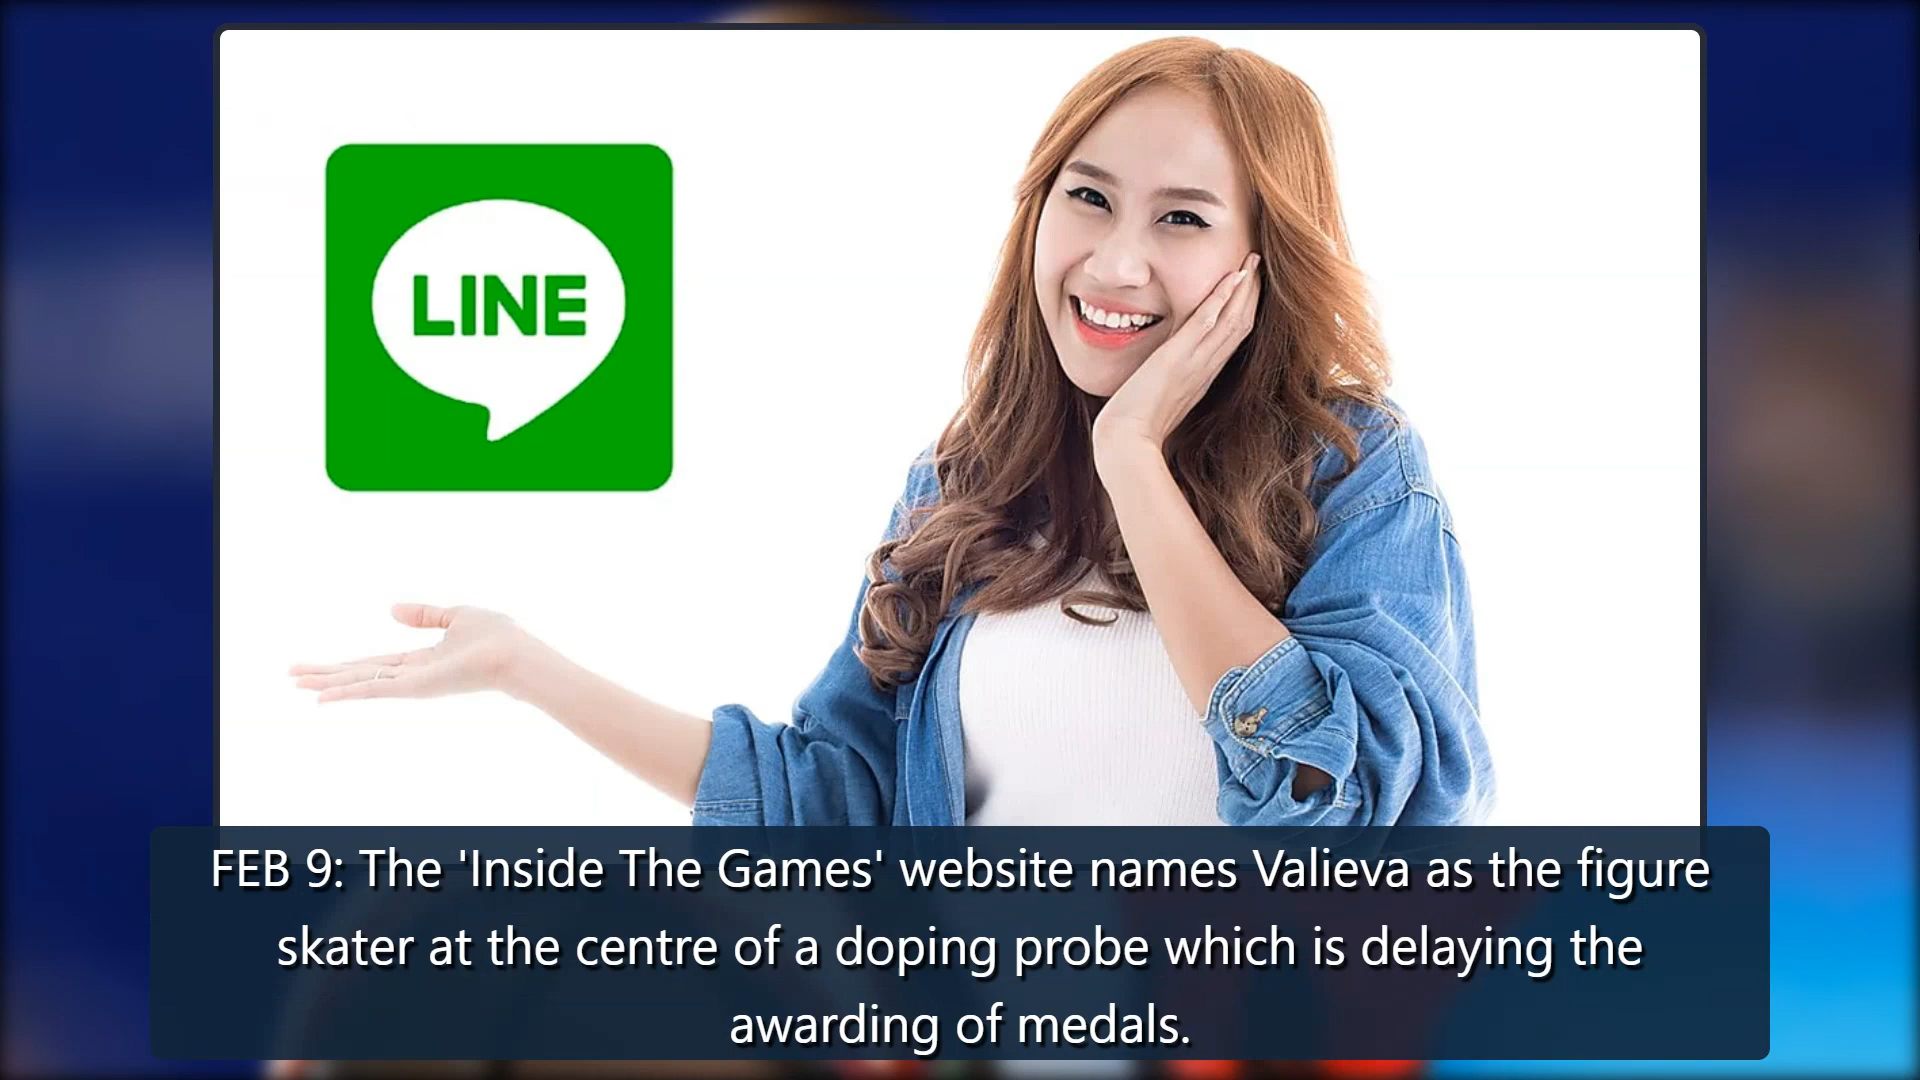 LINE
FEB 9: The 'Inside The Games' website names Valieva as the figure
skater at the centre of a doping probe which is delaying the
awarding of medals.